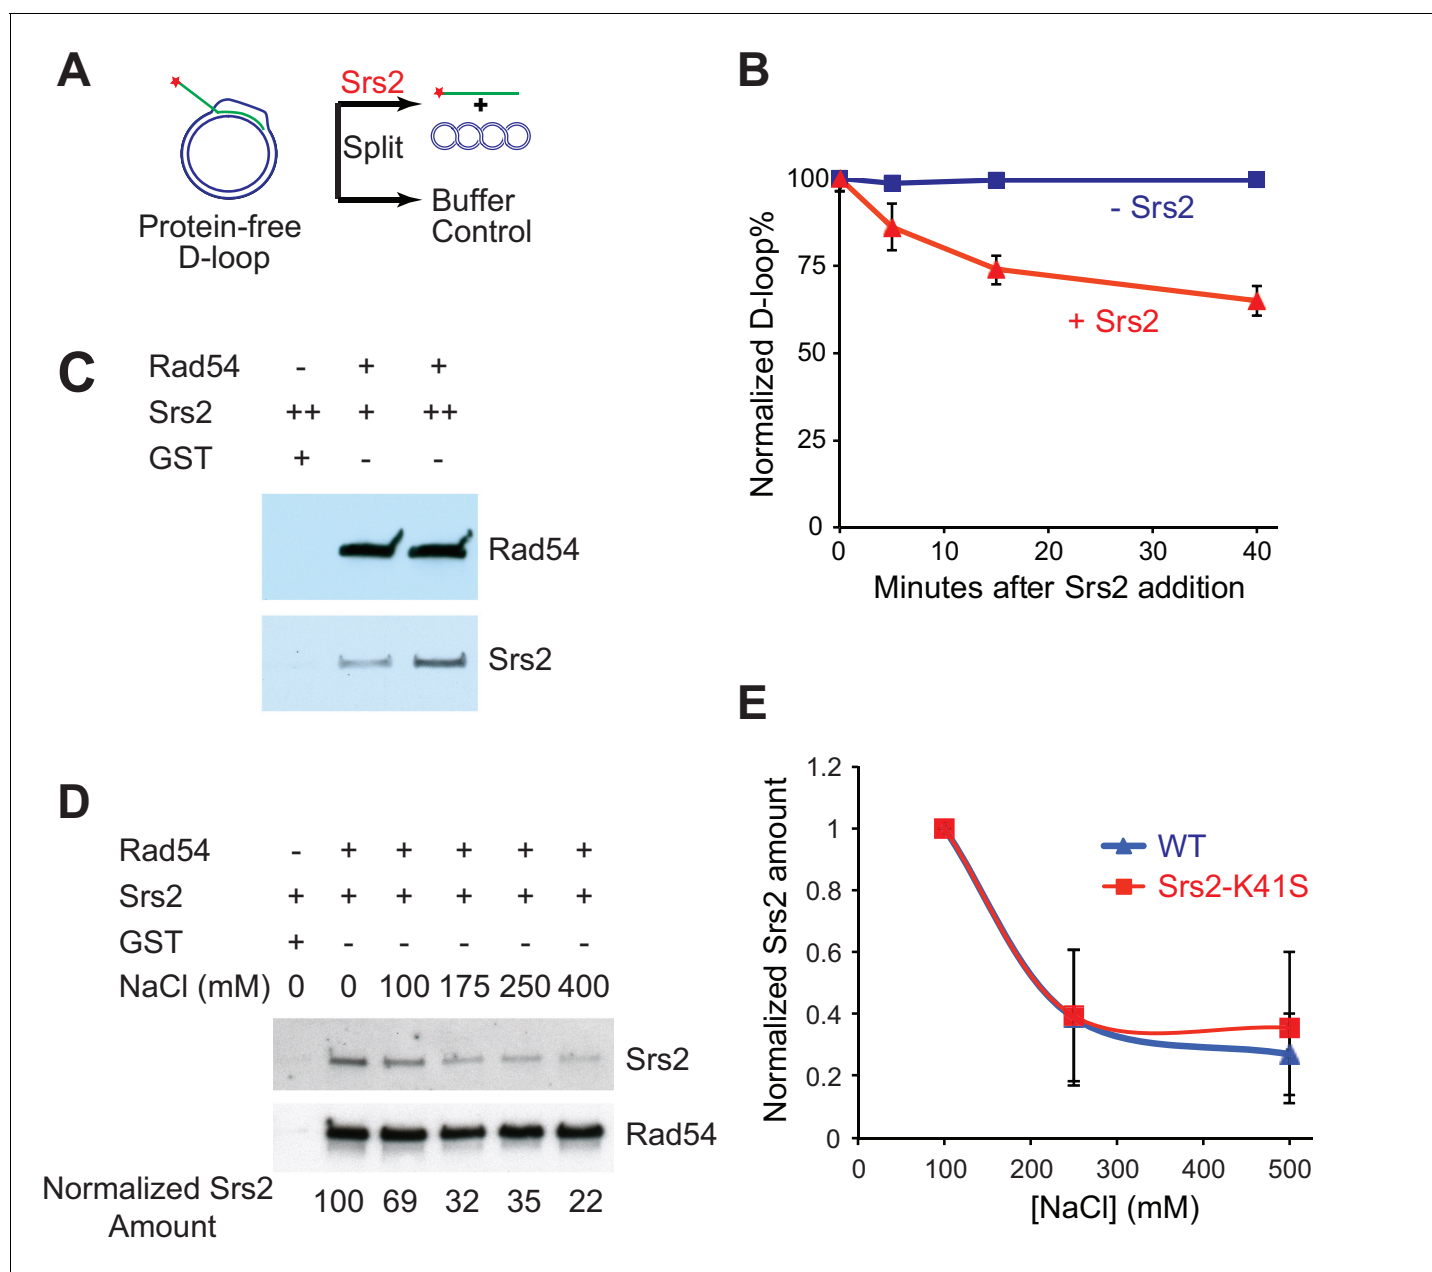 A
Srs2
+
Split
Protein-free
D-loop
Buffer
Control
B
100
75
50
25
0
0 10 20 30 40
Normalized D-loop%
Minutes after Srs2 addition
- Srs2
+ Srs2
C
Rad54 - + +
Srs2 ++ + ++
GST + - -
Rad54
Srs2
D
Rad54 - + + + + +
Srs2 + + + + + +
GST + - - - - -
NaCl (mM) 0 0 100 175 250 400
Srs2
Rad54
Normalized Srs2
Amount
100 69 32 35 22
E
1.2
1
0.8
0.6
0.4
0.2
0
0 100 200 300 400 500
Normalized Srs2 amount
[NaCl] (mM)
WT
Srs2-K41S